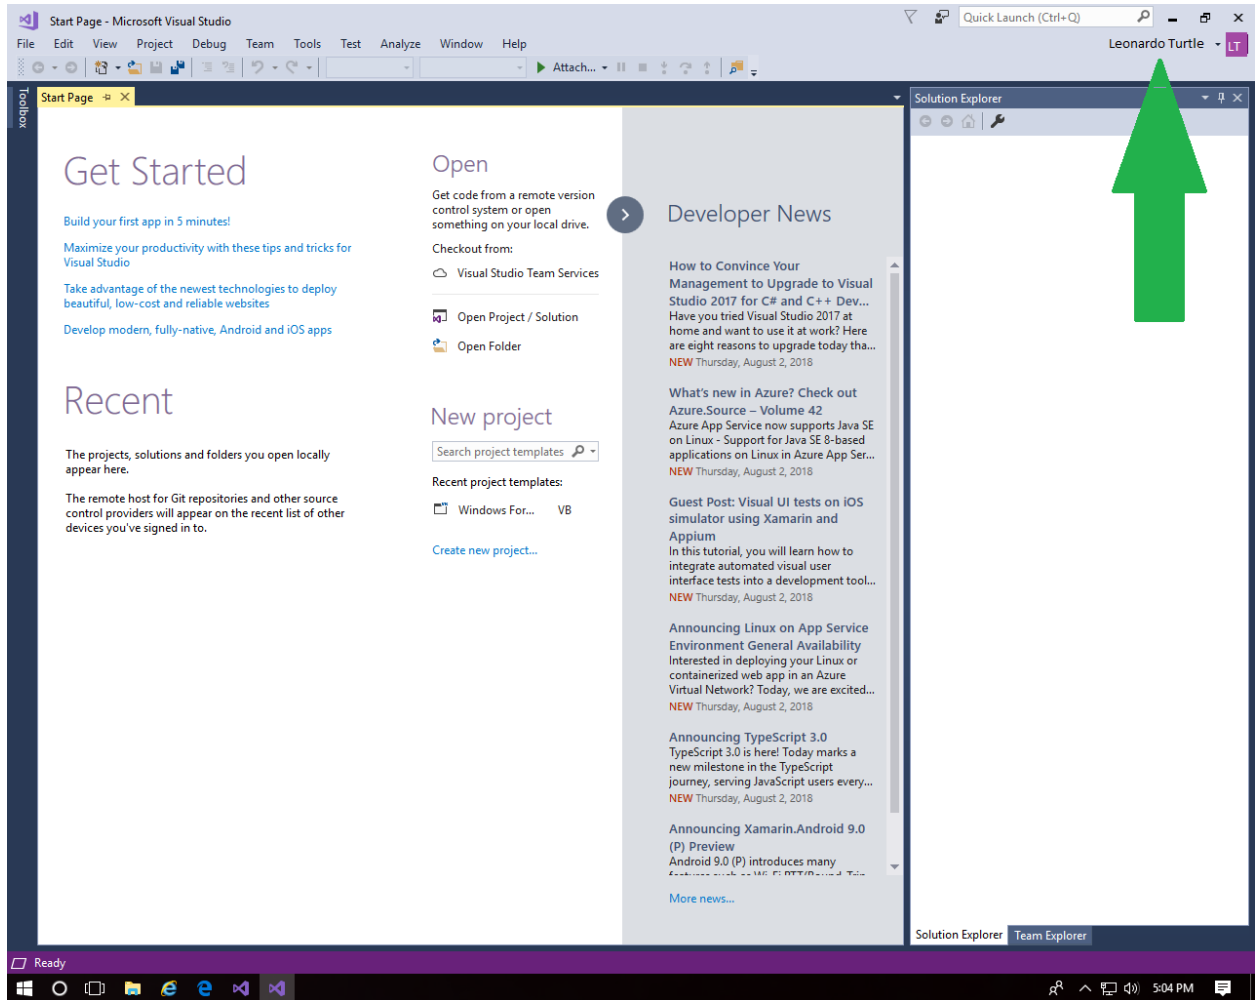 Start Page - Microsoft Visual Studio
Quick Launch (Ctrl+Q)
File Edit View Project Debug Team Tools Test Analyze Window Help
Leonardo Turtle
LT
Attach...
Toolbox
Start Page
Solution Explorer
Get Started
Build your first app in 5 minutes!
Maximize your productivity with these tips and tricks for
Visual Studio
Take advantage of the newest technologies to deploy
beautiful, low-cost and reliable websites
Develop modern, fully-native, Android and iOS apps
Recent
The projects, solutions and folders you open locally
appear here.
The remote host for Git repositories and other source
control providers will appear on the recent list of other
devices you've signed in to.
Open
Get code from a remote version
control system or open
something on your local drive.
Checkout from:
Visual Studio Team Services
Open Project / Solution
Open Folder
New project
Search project templates
Recent project templates:
Windows For... VB
Create new project...
Developer News
How to Convince Your
Management to Upgrade to Visual
Studio 2017 for C# and C++ Dev...
Have you tried Visual Studio 2017 at
home and want to use it at work? Here
are eight reasons to upgrade today tha...
NEW Thursday, August 2, 2018
What's new in Azure? Check out
Azure.Source – Volume 42
Azure App Service now supports Java SE
on Linux - Support for Java SE 8-based
applications on Linux in Azure App Ser...
NEW Thursday, August 2, 2018
Guest Post: Visual UI tests on iOS
simulator using Xamarin and
Appium
In this tutorial, you will learn how to
integrate automated visual user
interface tests into a development tool...
NEW Thursday, August 2, 2018
Announcing Linux on App Service
Environment General Availability
Interested in deploying your Linux or
containerized web app in an Azure
Virtual Network? Today, we are excited...
NEW Thursday, August 2, 2018
Announcing TypeScript 3.0
TypeScript 3.0 is here! Today marks a
new milestone in the TypeScript
journey, serving JavaScript users every...
NEW Thursday, August 2, 2018
Announcing Xamarin.Android 9.0
(P) Preview
Android 9.0 (P) introduces many
More news...
Solution Explorer Team Explorer
Ready
5:04 PM